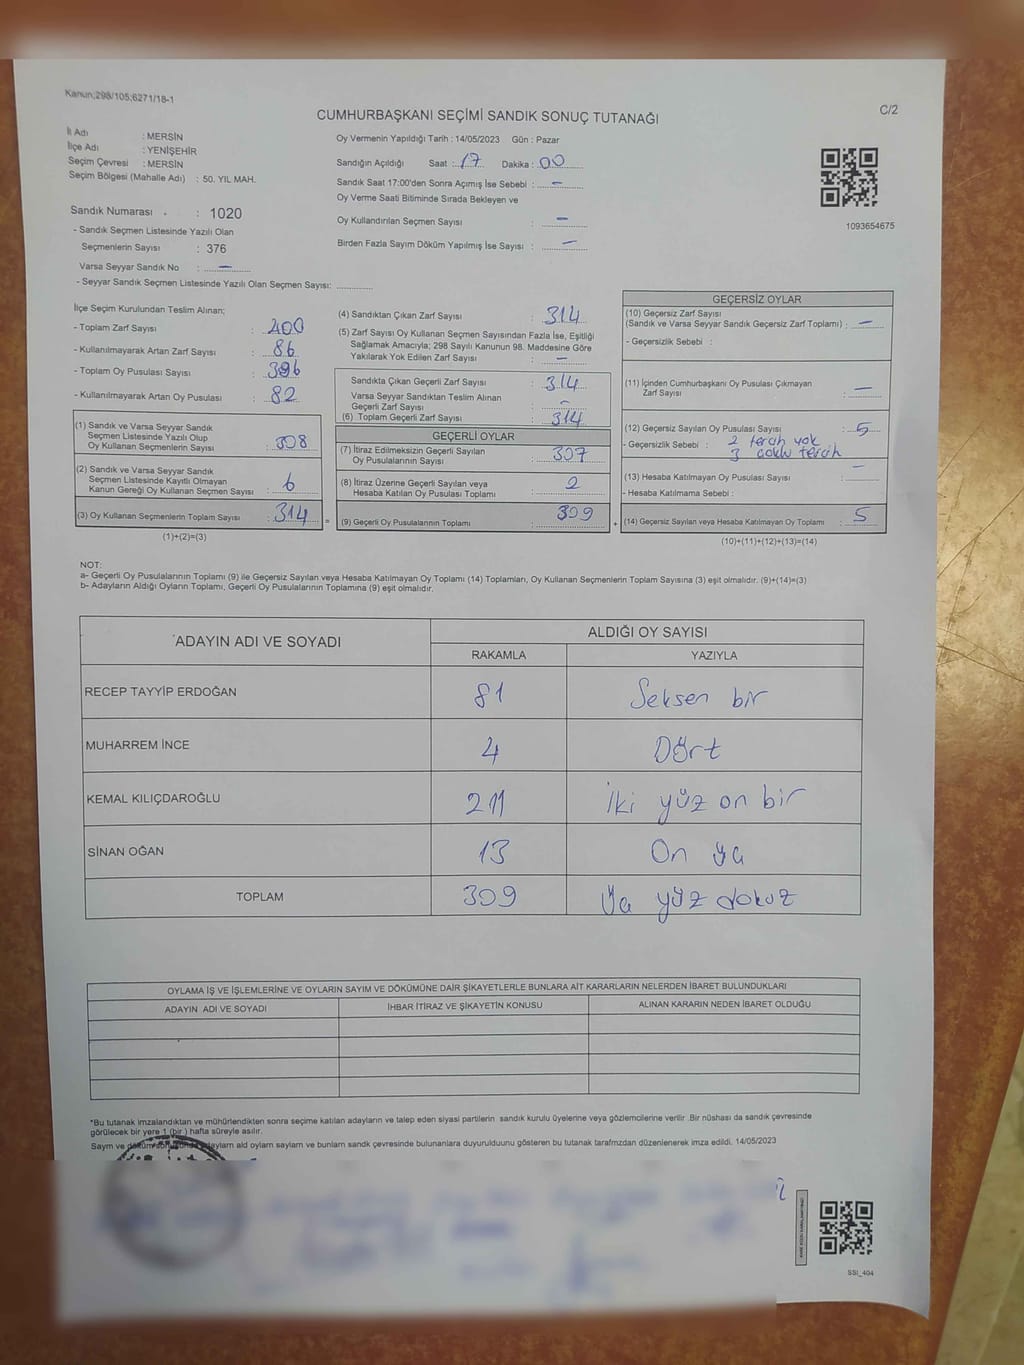 Kanun;298/105;6271/18-1
C/2
CUMHURBAŞKANI SEÇİMİ SANDIK SONUÇ TUTANAĞI
İl Adı : MERSİN
İlçe Adı : YENİŞEHİR
Seçim Çevresi : MERSİN
Seçim Bölgesi (Mahalle Adı) : 50. YIL MAH.
Sandık Numarası : 1020
- Sandık Seçmen Listesinde Yazılı Olan
Seçmenlerin Sayısı : 376
Varsa Seyyar Sandık No : –
- Seyyar Sandık Seçmen Listesinde Yazılı Olan Seçmen Sayısı:
Oy Vermenin Yapıldığı Tarih : 14/05/2023 Gün : Pazar
Sandığın Açıldığı Saat : 17 Dakika : 00
Sandık Saat 17:00'den Sonra Açımış İse Sebebi : –
Oy Verme Saati Bitiminde Sırada Bekleyen ve
Oy Kullandırılan Seçmen Sayısı : –
Birden Fazla Sayım Döküm Yapılmış İse Sayısı : –
1093654675
İlçe Seçim Kurulundan Teslim Alınan;
- Toplam Zarf Sayısı : 400
- Kullanılmayarak Artan Zarf Sayısı : 86
- Toplam Oy Pusulası Sayısı : 396
- Kullanılmayarak Artan Oy Pusulası : 82
(1) Sandık ve Varsa Seyyar Sandık
Seçmen Listesinde Yazılı Olup
Oy Kullanan Seçmenlerin Sayısı : 308
(2) Sandık ve Varsa Seyyar Sandık
Seçmen Listesinde Kayıtlı Olmayan
Kanun Gereği Oy Kullanan Seçmen Sayısı : 6
(3) Oy Kullanan Seçmenlerin Toplam Sayısı : 314
(1)+(2)=(3)
(4) Sandıktan Çıkan Zarf Sayısı : 314
(5) Zarf Sayısı Oy Kullanan Seçmen Sayısından Fazla İse, Eşitliği
Sağlamak Amacıyla; 298 Sayılı Kanunun 98. Maddesine Göre
Yakılarak Yok Edilen Zarf Sayısı : –
Sandıkta Çıkan Geçerli Zarf Sayısı : 314
Varsa Seyyar Sandıktan Teslim Alınan
Geçerli Zarf Sayısı : –
(6) Toplam Geçerli Zarf Sayısı : 314
GEÇERLİ OYLAR
(7) İtiraz Edilmeksizin Geçerli Sayılan
Oy Pusulalarının Sayısı : 307
(8) İtiraz Üzerine Geçerli Sayılan veya
Hesaba Katılan Oy Pusulası Toplamı : 2
= (9) Geçerli Oy Pusulalarının Toplamı : 309 +
GEÇERSİZ OYLAR
(10) Geçersiz Zarf Sayısı
(Sandık ve Varsa Seyyar Sandık Geçersiz Zarf Toplamı) : –
- Geçersizlik Sebebi :
(11) İçinden Cumhurbaşkanı Oy Pusulası Çıkmayan
Zarf Sayısı : –
(12) Geçersiz Sayılan Oy Pusulası Sayısı : 5
- Geçersizlik Sebebi : 2 tercih yok
3 çoklu tercih
(13) Hesaba Katılmayan Oy Pusulası Sayısı : –
- Hesaba Katılmama Sebebi :
(14) Geçersiz Sayılan veya Hesaba Katılmayan Oy Toplamı : 5
(10)+(11)+(12)+(13)=(14)
NOT:
a- Geçerli Oy Pusulalarının Toplamı (9) ile Geçersiz Sayılan veya Hesaba Katılmayan Oy Toplamı (14) Toplamları, Oy Kullanan Seçmenlerin Toplam Sayısına (3) eşit olmalıdır. (9)+(14)=(3)
b- Adayların Aldığı Oyların Toplamı, Geçerli Oy Pusulalarının Toplamına (9) eşit olmalıdır.
ADAYIN ADI VE SOYADI ALDIĞI OY SAYISI
RAKAMLA YAZIYLA
RECEP TAYYİP ERDOĞAN 81 Seksen bir
MUHARREM İNCE 4 Dört
KEMAL KILIÇDAROĞLU 211 İki yüz on bir
SİNAN OĞAN 13 On üç
TOPLAM 309 Üç yüz dokuz
OYLAMA İŞ VE İŞLEMLERİNE VE OYLARIN SAYIM VE DÖKÜMÜNE DAİR ŞİKAYETLERLE BUNLARA AİT KARARLARIN NELERDEN İBARET BULUNDUKLARI
ADAYIN ADI VE SOYADI İHBAR İTİRAZ VE ŞİKAYETİN KONUSU ALINAN KARARIN NEDEN İBARET OLDUĞU
*Bu tutanak imzalandıktan ve mühürlendikten sonra seçime katılan adayların ve talep eden siyasi partilerin sandık kurulu üyelerine veya gözlemcilerine verilir .Bir nüshası da sandık çevresinde
görülecek bir yere 1 (bir ) hafta süreyle asılır.
Sayım ve döküm sonucunda adayların ald oyların sayların ve bunların sandk çevresinde bulunanlara duyurulduunu gösteren bu tutanak tarafmzdan düzenlenerek imza edildi. 14/05/2023
SSI_404